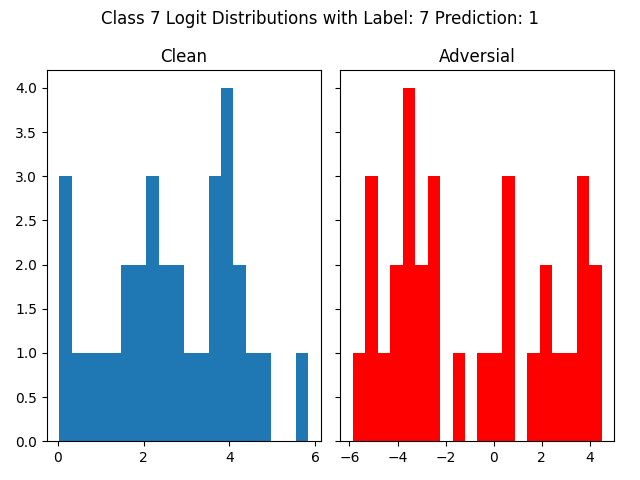 Class 7 Logit Distributions with Label: 7 Prediction: 1
Clean
Adversial
4.0
3.5
3.0
2.5
2.0
1.5
1.0
0.5
0.0
0 2 4 6
−6 −4 −2 0 2 4